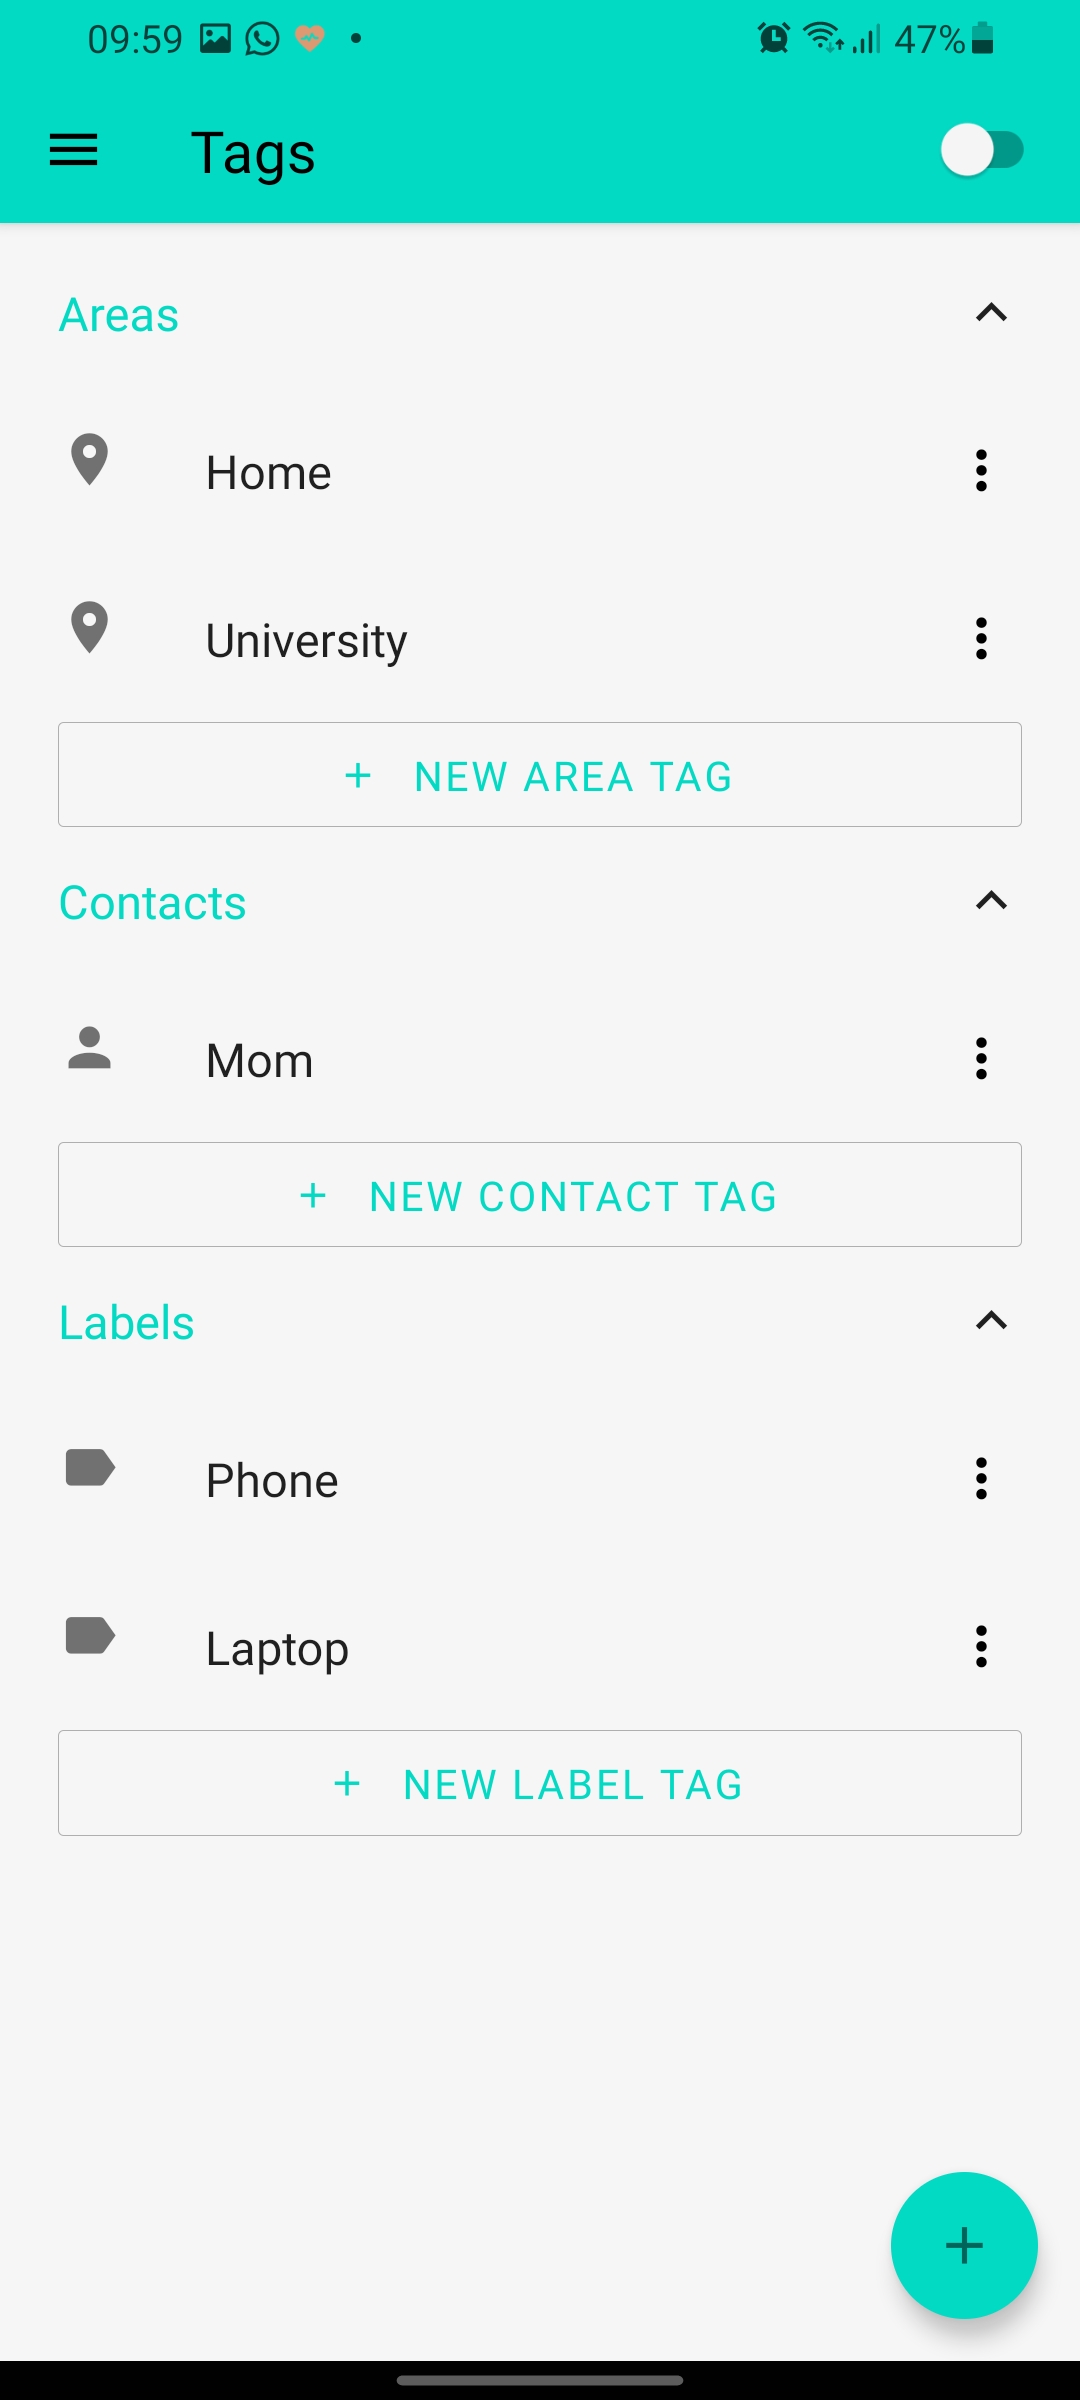 09:59 47%
Tags
Areas
Home
University
+ NEW AREA TAG
Contacts
Mom
+ NEW CONTACT TAG
Labels
Phone
Laptop
+ NEW LABEL TAG
+